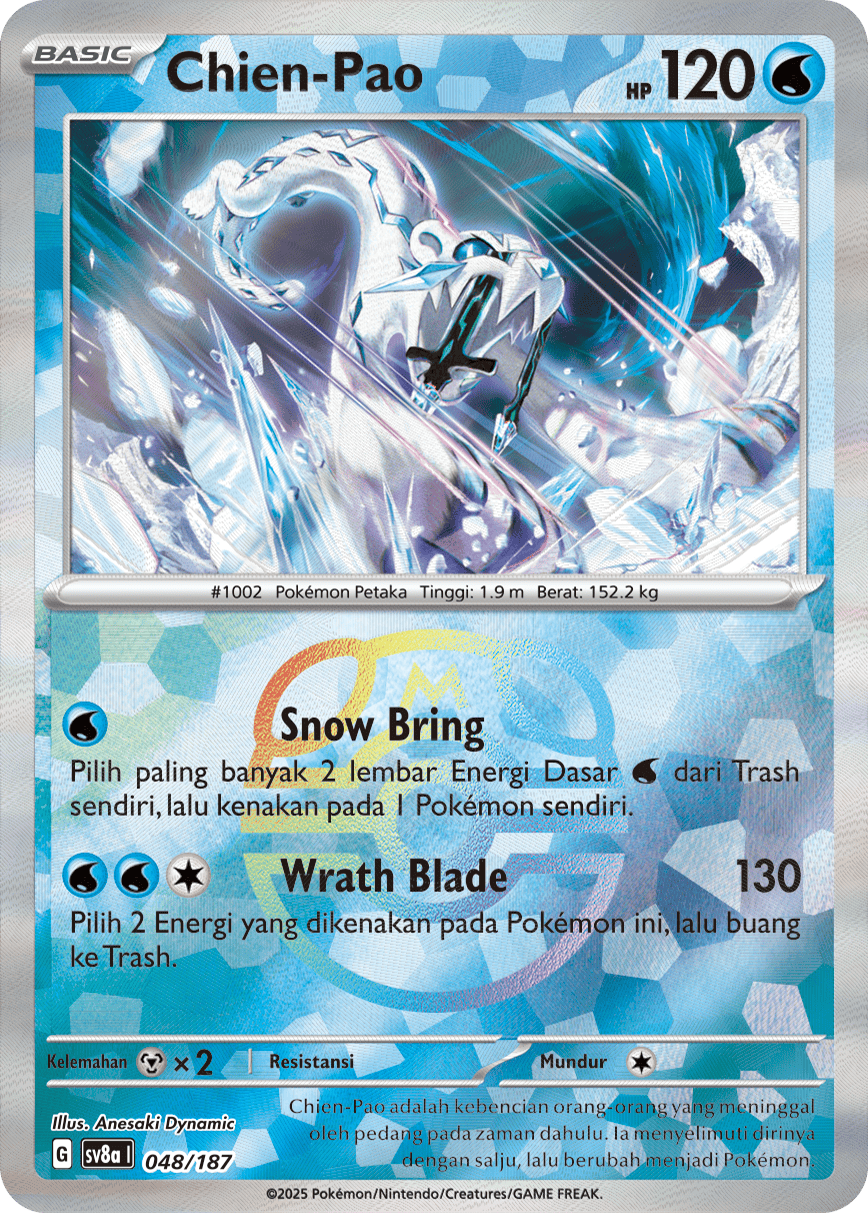 BASIC
Chien-Pao
HP 120
#1002 Pokémon Petaka Tinggi: 1.9 m Berat: 152.2 kg
M
Snow Bring
Pilih paling banyak 2 lembar Energi Dasar dari Trash
sendiri, lalu kenakan pada 1 Pokémon sendiri.
Wrath Blade 130
Pilih 2 Energi yang dikenakan pada Pokémon ini, lalu buang
ke Trash.
Kelemahan ×2 Resistansi Mundur
Chien-Pao adalah kebencian orang-orang yang meninggal
oleh pedang pada zaman dahulu. Ia menyelimuti dirinya
dengan salju, lalu berubah menjadi Pokémon.
Illus. Anesaki Dynamic
G sv8a I 048/187
©2025 Pokémon/Nintendo/Creatures/GAME FREAK.